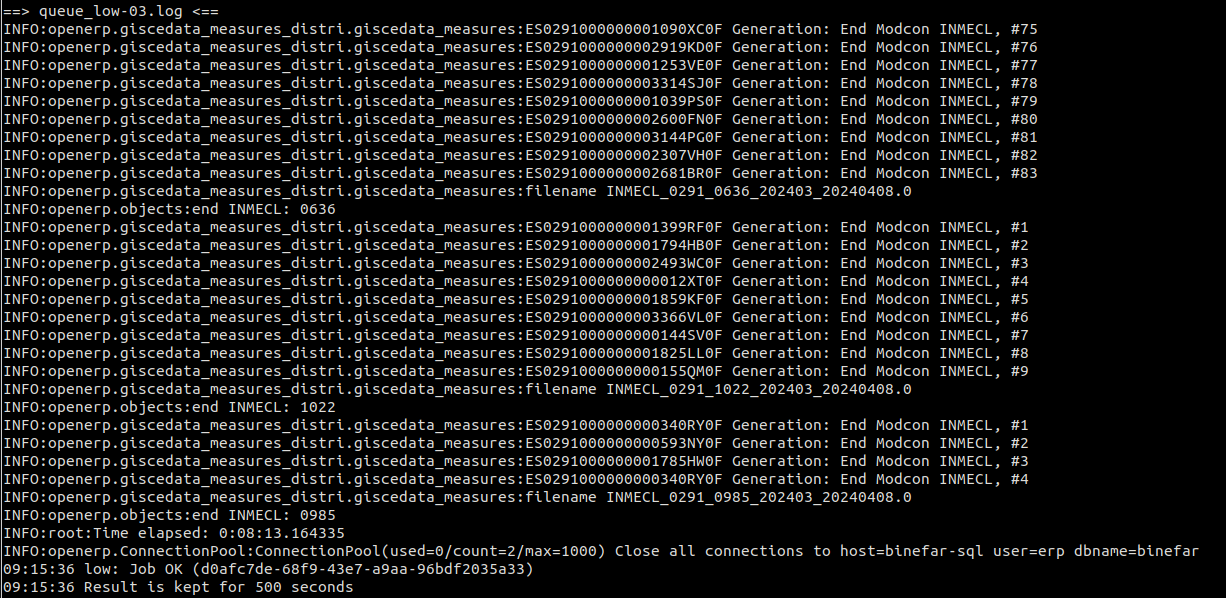 ==> queue_low-03.log <==
INFO:openerp.giscedata_measures_distri.giscedata_measures:ES0291000000001090XC0F Generation: End Modcon INMECL, #75
INFO:openerp.giscedata_measures_distri.giscedata_measures:ES0291000000002919KD0F Generation: End Modcon INMECL, #76
INFO:openerp.giscedata_measures_distri.giscedata_measures:ES0291000000001253VE0F Generation: End Modcon INMECL, #77
INFO:openerp.giscedata_measures_distri.giscedata_measures:ES0291000000003314SJ0F Generation: End Modcon INMECL, #78
INFO:openerp.giscedata_measures_distri.giscedata_measures:ES0291000000001039PS0F Generation: End Modcon INMECL, #79
INFO:openerp.giscedata_measures_distri.giscedata_measures:ES0291000000002600FN0F Generation: End Modcon INMECL, #80
INFO:openerp.giscedata_measures_distri.giscedata_measures:ES0291000000003144PG0F Generation: End Modcon INMECL, #81
INFO:openerp.giscedata_measures_distri.giscedata_measures:ES0291000000002307VH0F Generation: End Modcon INMECL, #82
INFO:openerp.giscedata_measures_distri.giscedata_measures:ES0291000000002681BR0F Generation: End Modcon INMECL, #83
INFO:openerp.giscedata_measures_distri.giscedata_measures:filename INMECL_0291_0636_202403_20240408.0
INFO:openerp.objects:end INMECL: 0636
INFO:openerp.giscedata_measures_distri.giscedata_measures:ES0291000000001399RF0F Generation: End Modcon INMECL, #1
INFO:openerp.giscedata_measures_distri.giscedata_measures:ES0291000000001794HB0F Generation: End Modcon INMECL, #2
INFO:openerp.giscedata_measures_distri.giscedata_measures:ES0291000000002493WC0F Generation: End Modcon INMECL, #3
INFO:openerp.giscedata_measures_distri.giscedata_measures:ES0291000000000012XT0F Generation: End Modcon INMECL, #4
INFO:openerp.giscedata_measures_distri.giscedata_measures:ES0291000000001859KF0F Generation: End Modcon INMECL, #5
INFO:openerp.giscedata_measures_distri.giscedata_measures:ES0291000000003366VL0F Generation: End Modcon INMECL, #6
INFO:openerp.giscedata_measures_distri.giscedata_measures:ES0291000000000144SV0F Generation: End Modcon INMECL, #7
INFO:openerp.giscedata_measures_distri.giscedata_measures:ES0291000000001825LL0F Generation: End Modcon INMECL, #8
INFO:openerp.giscedata_measures_distri.giscedata_measures:ES0291000000000155QM0F Generation: End Modcon INMECL, #9
INFO:openerp.giscedata_measures_distri.giscedata_measures:filename INMECL_0291_1022_202403_20240408.0
INFO:openerp.objects:end INMECL: 1022
INFO:openerp.giscedata_measures_distri.giscedata_measures:ES0291000000000340RY0F Generation: End Modcon INMECL, #1
INFO:openerp.giscedata_measures_distri.giscedata_measures:ES0291000000000593NY0F Generation: End Modcon INMECL, #2
INFO:openerp.giscedata_measures_distri.giscedata_measures:ES0291000000001785HW0F Generation: End Modcon INMECL, #3
INFO:openerp.giscedata_measures_distri.giscedata_measures:ES0291000000000340RY0F Generation: End Modcon INMECL, #4
INFO:openerp.giscedata_measures_distri.giscedata_measures:filename INMECL_0291_0985_202403_20240408.0
INFO:openerp.objects:end INMECL: 0985
INFO:root:Time elapsed: 0:08:13.164335
INFO:openerp.ConnectionPool:ConnectionPool(used=0/count=2/max=1000) Close all connections to host=binefar-sql user=erp dbname=binefar
09:15:36 low: Job OK (d0afc7de-68f9-43e7-a9aa-96bdf2035a33)
09:15:36 Result is kept for 500 seconds